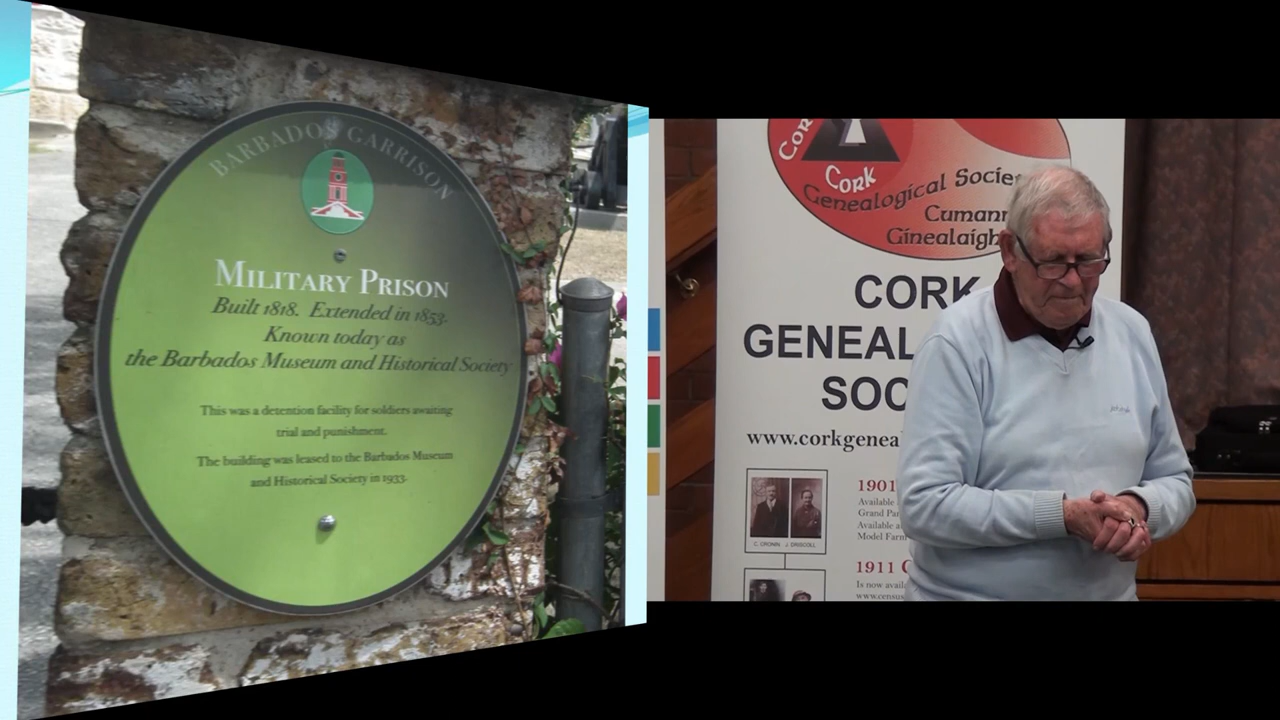 BARBADOS GARRISON
MILITARY PRISON
Built 1818. Extended in 1853.
Known today as
the Barbados Museum and Historical Society
This was a detention facility for soldiers awaiting
trial and punishment.
The building was leased to the Barbados Museum
and Historical Society in 1933.
Cork
Genealogical Socie
Cumann
Ginealaigh
CORK
GENEAL
SOC
www.corkgeneal
C. CRONIN J. DRISCOLL
1901
Available
Grand Par
Available a
Model Farm
1911 C
Is now avail
www.census